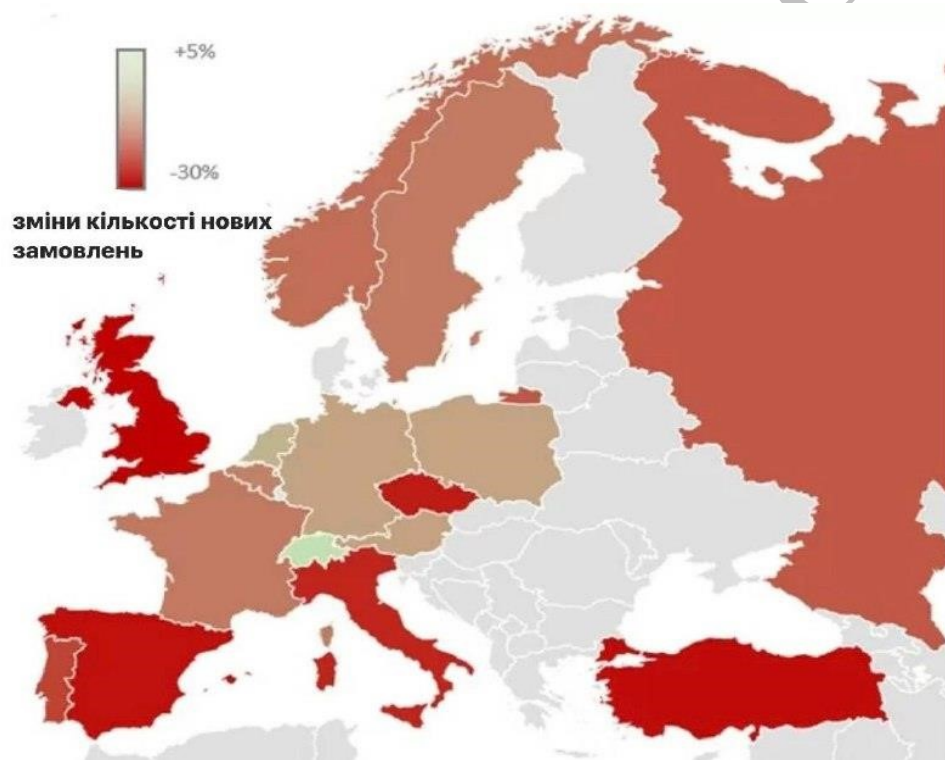 +5%
-30%
зміни кількості нових
замовлень